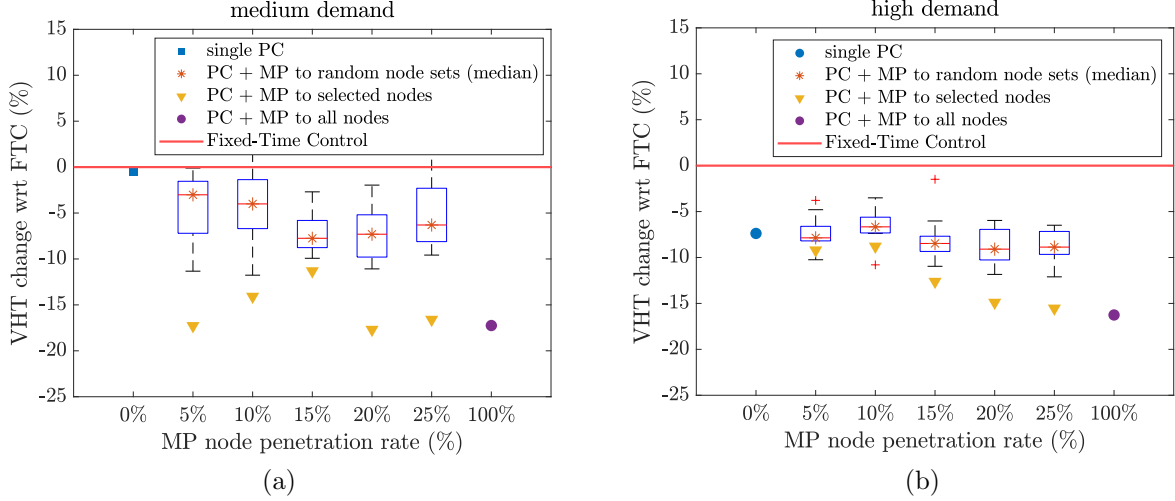 medium demand
15
10
5
0
-5
-10
-15
-20
-25
VHT change wrt FTC (%)
single PC
PC + MP to random node sets (median)
PC + MP to selected nodes
PC + MP to all nodes
Fixed-Time Control
0% 5% 10% 15% 20% 25% 100%
MP node penetration rate (%)
(a)
high demand
15
10
5
0
-5
-10
-15
-20
-25
VHT change wrt FTC (%)
single PC
PC + MP to random node sets (median)
PC + MP to selected nodes
PC + MP to all nodes
Fixed-Time Control
0% 5% 10% 15% 20% 25% 100%
MP node penetration rate (%)
(b)